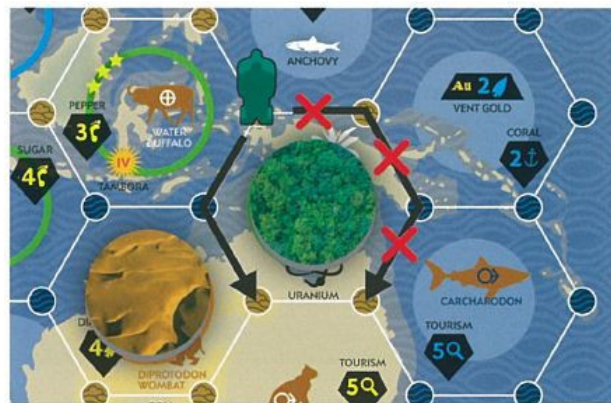 ANCHOVY
Au 2
VENT GOLD
PEPPER
3
WATER
BUFFALO
CORAL
2
SUGAR
4
IV
TAMBORA
URANIUM
CARCHARODON
TOURISM
5
4
DIPROTODON
WOMBAT
TOURISM
5